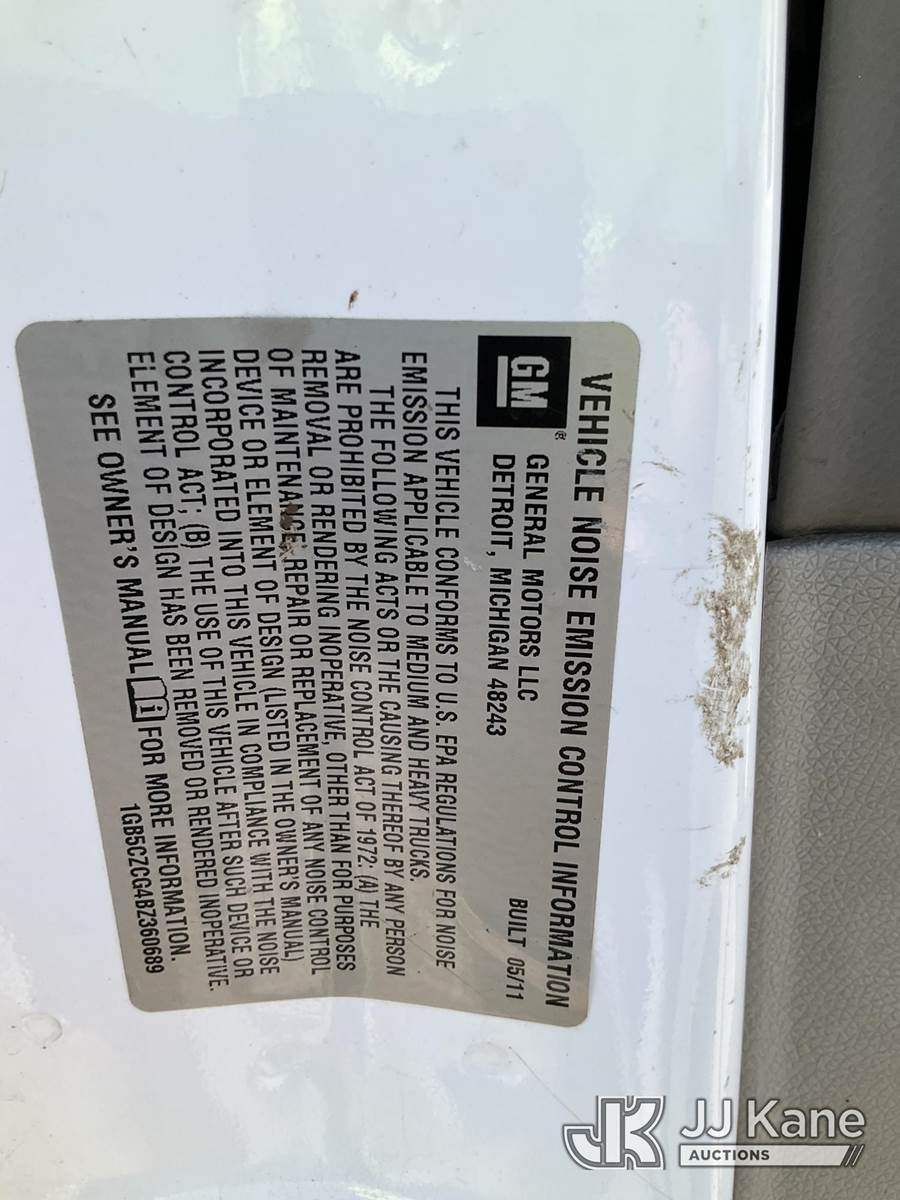 VEHICLE NOISE EMISSION CONTROL INFORMATION
GM®
GENERAL MOTORS LLC
DETROIT, MICHIGAN 48243
BUILT 05/11
THIS VEHICLE CONFORMS TO U.S. EPA REGULATIONS FOR NOISE
EMISSION APPLICABLE TO MEDIUM AND HEAVY TRUCKS.
THE FOLLOWING ACTS OR THE CAUSING THEREOF BY ANY PERSON
ARE PROHIBITED BY THE NOISE CONTROL ACT OF 1972: (A) THE
REMOVAL OR RENDERING INOPERATIVE, OTHER THAN FOR PURPOSES
OF MAINTENANCE, REPAIR OR REPLACEMENT OF ANY NOISE CONTROL
DEVICE OR ELEMENT OF DESIGN (LISTED IN THE OWNER'S MANUAL)
INCORPORATED INTO THIS VEHICLE IN COMPLIANCE WITH THE NOISE
CONTROL ACT; (B) THE USE OF THIS VEHICLE AFTER SUCH DEVICE OR
ELEMENT OF DESIGN HAS BEEN REMOVED OR RENDERED INOPERATIVE.
SEE OWNER'S MANUAL i FOR MORE INFORMATION.
1GB5CZCG4BZ360689
JK JJ Kane
AUCTIONS